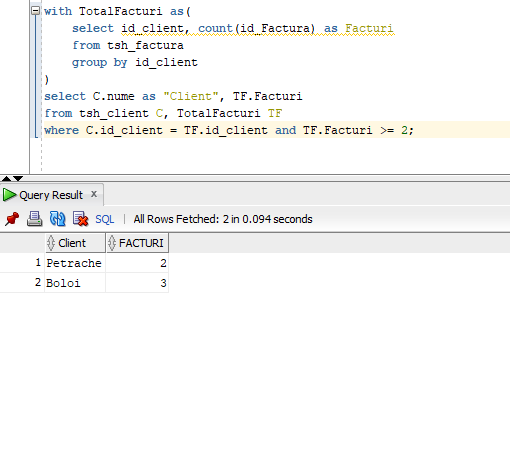 with TotalFacturi as(
select id_client, count(id_Factura) as Facturi
from tsh_factura
group by id_client
)
select C.nume as "Client", TF.Facturi
from tsh_client C, TotalFacturi TF
where C.id_client = TF.id_client and TF.Facturi >= 2;
Query Result x
SQL | All Rows Fetched: 2 in 0.094 seconds
Client FACTURI
1 Petrache 2
2 Boloi 3